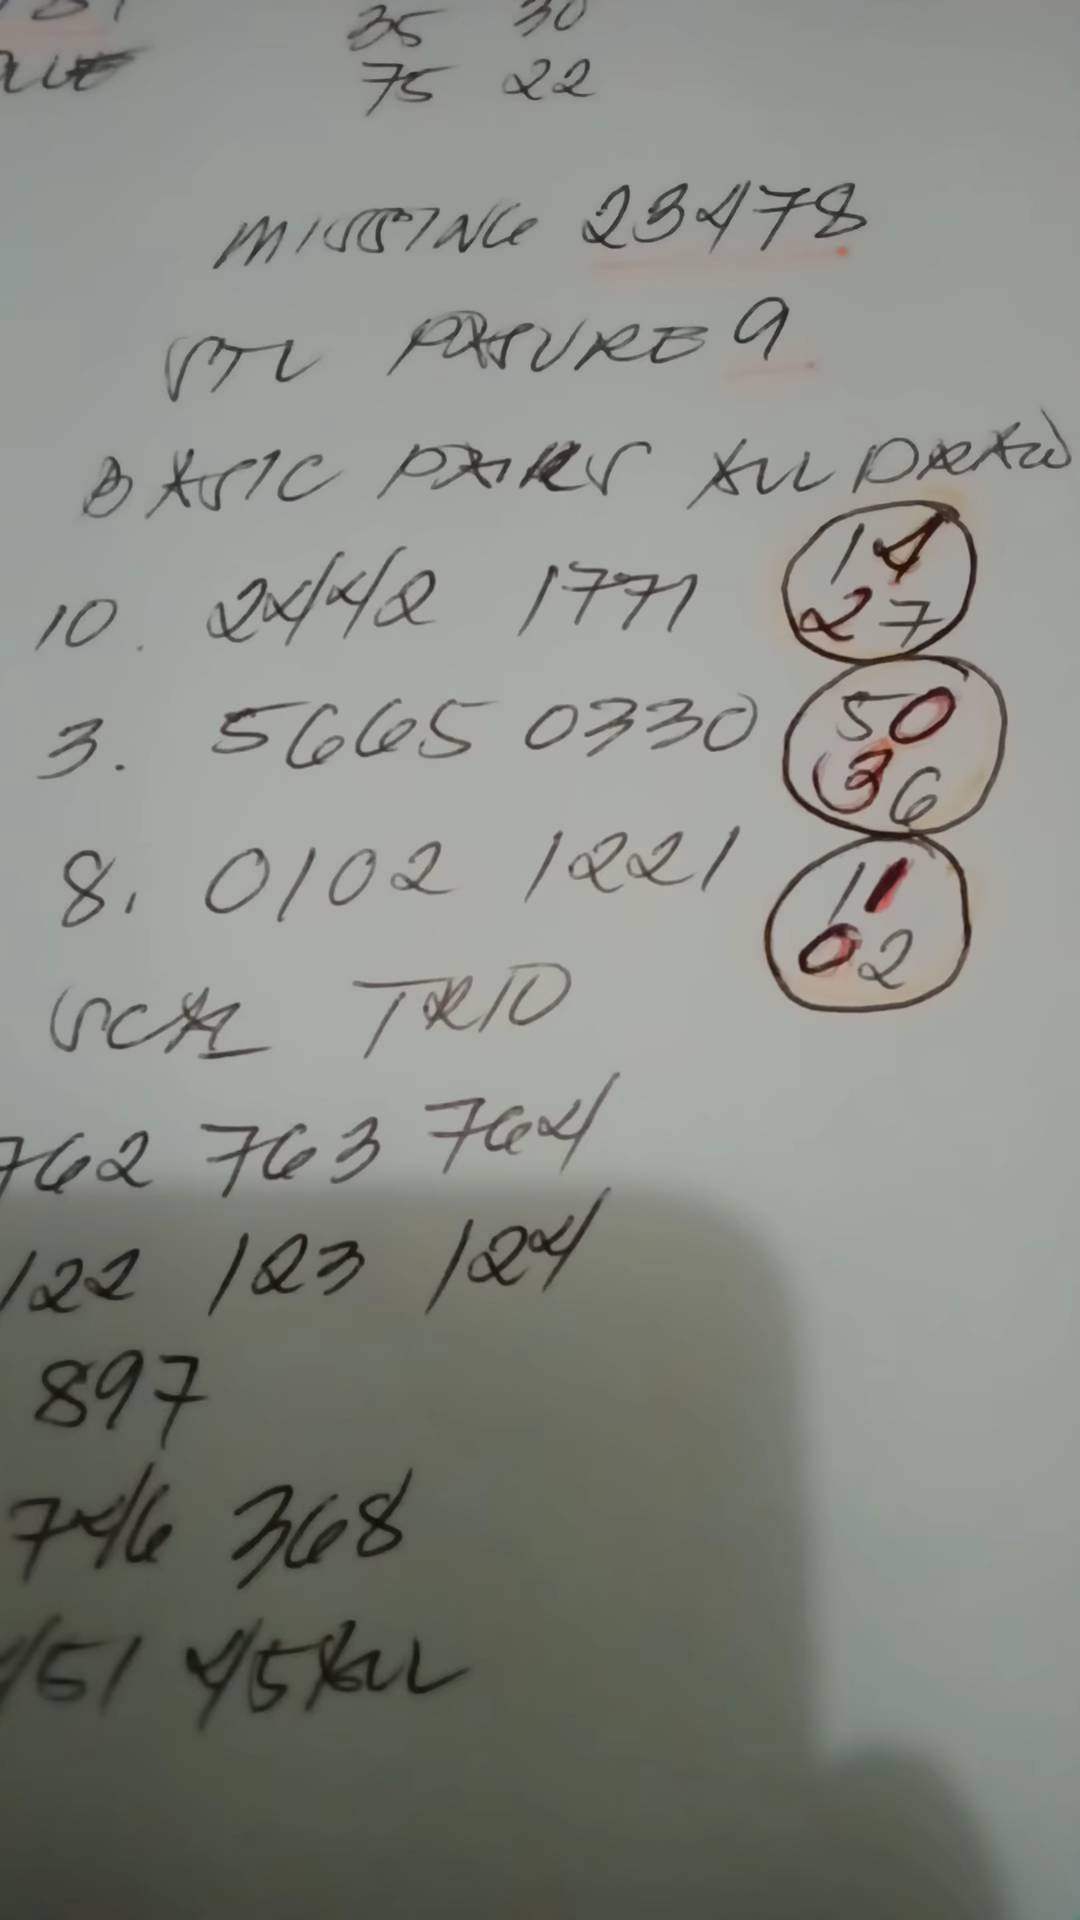 35 30
75 22
MISSING 23478
STL PASURE 9
BASIC PAIRS ALL DRAW
10. 2442 1771
14
27
3. 5665 0330
50
36
8. 0102 1221
11
02
SCAL TRIO
762 763 764
122 123 124
897
746 368
451 45ALL